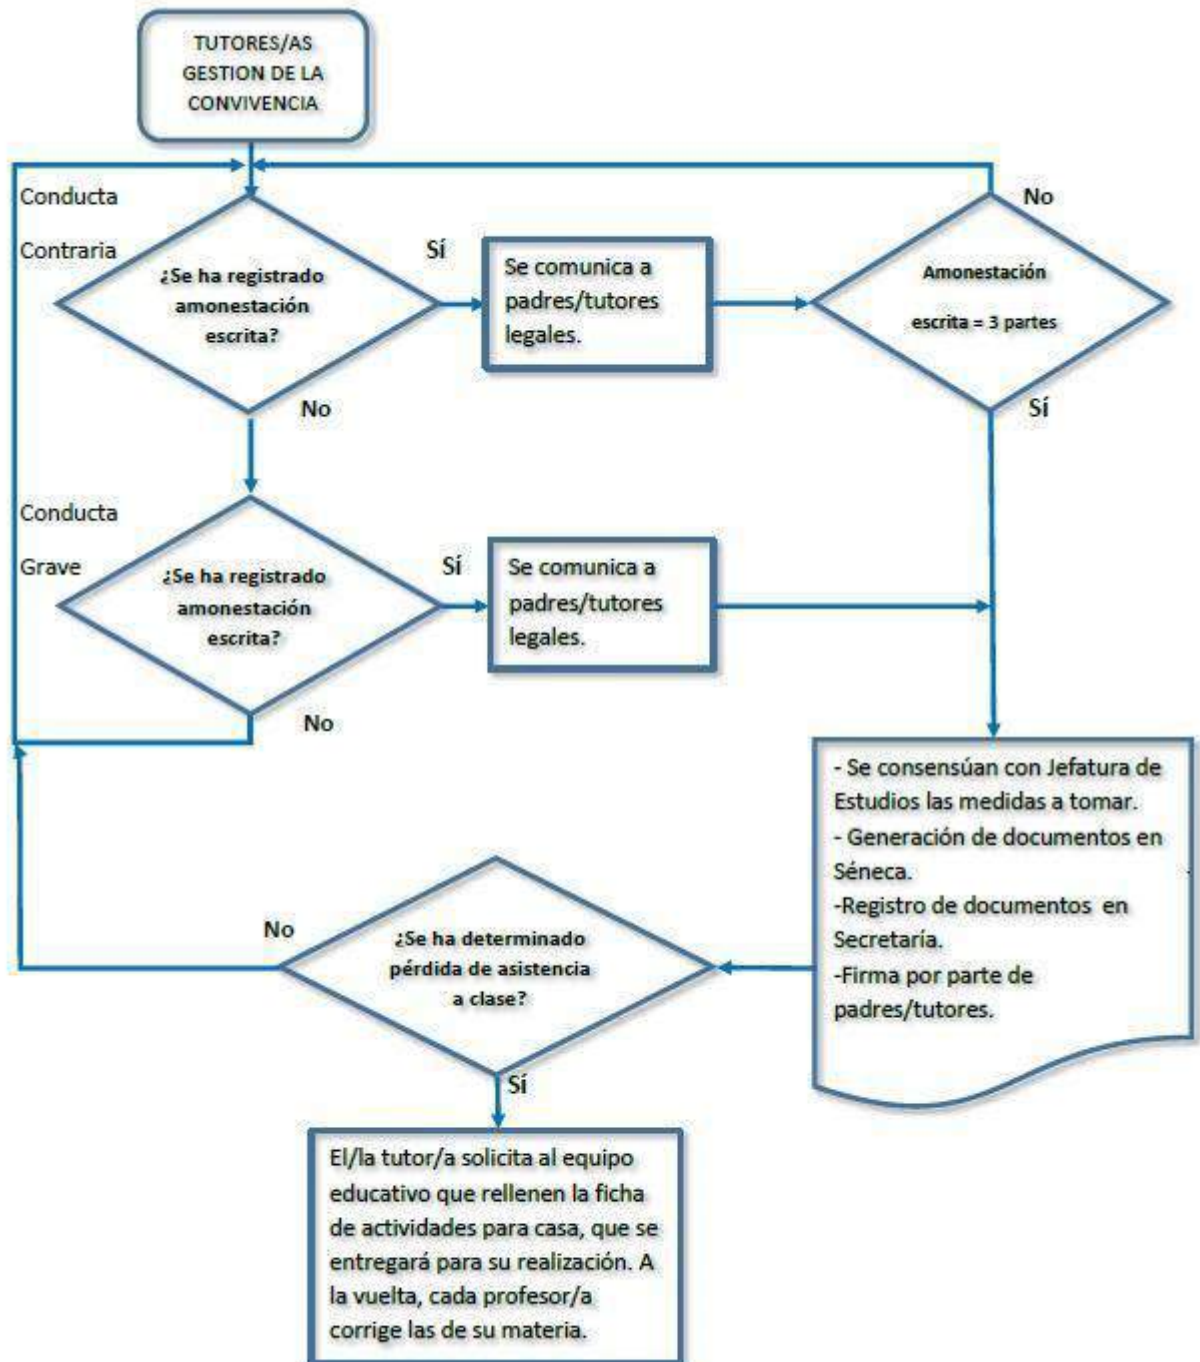 TUTORES/AS
GESTION DE LA
CONVIVENCIA
Conducta
Contraria
¿Se ha registrado
amonestación
escrita?
Sí
No
Se comunica a
padres/tutores
legales.
No
Amonestación
escrita = 3 partes
Sí
Conducta
Grave
¿Se ha registrado
amonestación
escrita?
Sí
No
Se comunica a
padres/tutores
legales.
- Se consensúan con Jefatura de
Estudios las medidas a tomar.
- Generación de documentos en
Séneca.
-Registro de documentos en
Secretaría.
-Firma por parte de
padres/tutores.
No
¿Se ha determinado
pérdida de asistencia
a clase?
Sí
El/la tutor/a solicita al equipo
educativo que rellenen la ficha
de actividades para casa, que se
entregará para su realización. A
la vuelta, cada profesor/a
corrige las de su materia.